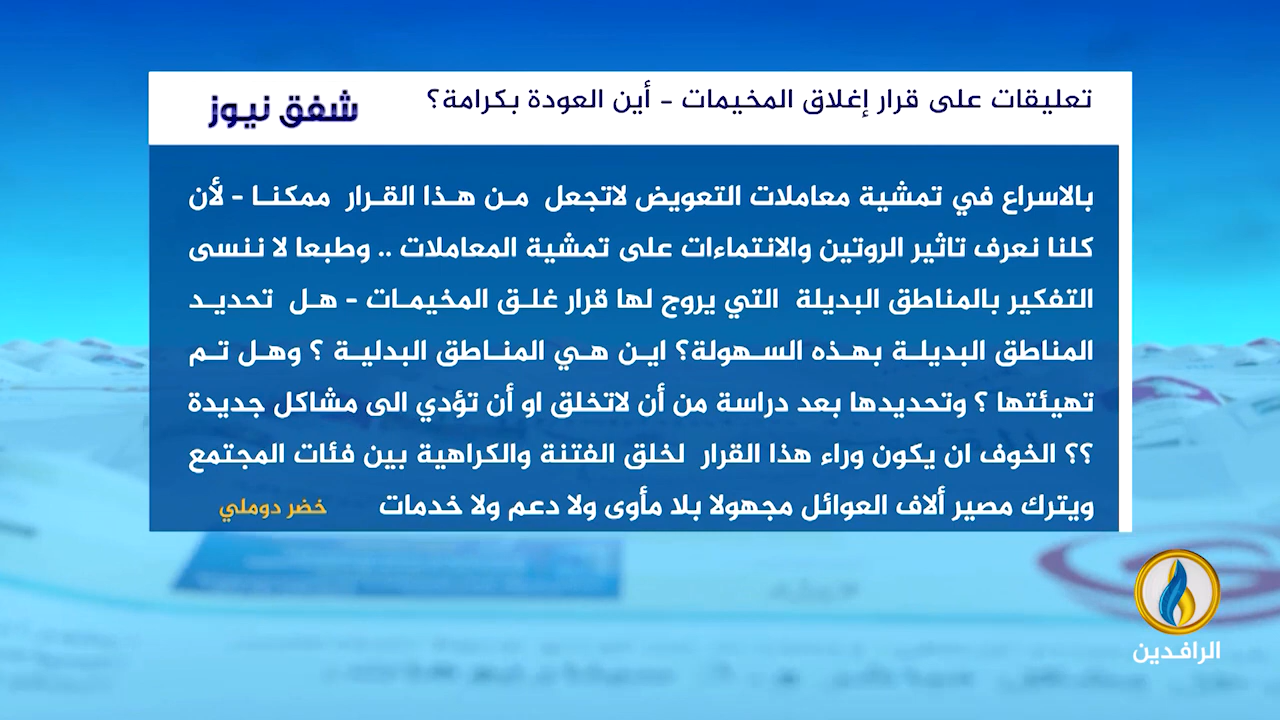 تعليقات على قرار إغلاق المخيمات - أين العودة بكرامة؟
شفق نيوز
بالاسراع في تمشية معاملات التعويض لاتجعل من هذا القرار ممكنا - لأن
كلنا نعرف تاثير الروتين والانتماءات على تمشية المعاملات .. وطبعا لا ننسى
التفكير بالمناطق البديلة التي يروج لها قرار غلق المخيمات - هل تحديد
المناطق البديلة بهذه السهولة؟ اين هي المناطق البدلية ؟ وهل تم
تهيئتها ؟ وتحديدها بعد دراسة من أن لاتخلق او أن تؤدي الى مشاكل جديدة
؟؟ الخوف ان يكون وراء هذا القرار لخلق الفتنة والكراهية بين فئات المجتمع
ويترك مصير ألاف العوائل مجهولا بلا مأوى ولا دعم ولا خدمات
خضر دوملي
الرافدين